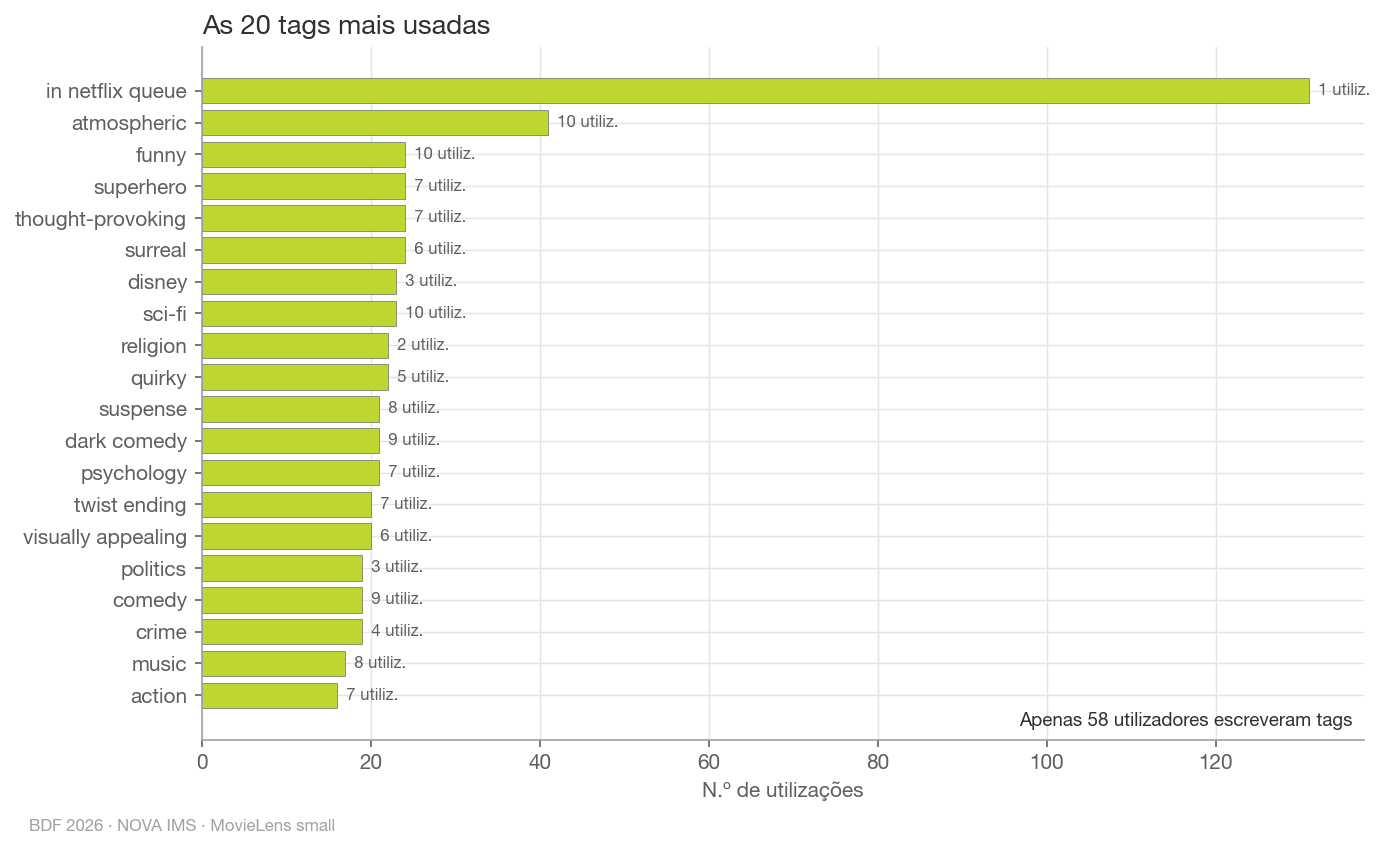 As 20 tags mais usadas
in netflix queue 1 utiliz.
atmospheric 10 utiliz.
funny 10 utiliz.
superhero 7 utiliz.
thought-provoking 7 utiliz.
surreal 6 utiliz.
disney 3 utiliz.
sci-fi 10 utiliz.
religion 2 utiliz.
quirky 5 utiliz.
suspense 8 utiliz.
dark comedy 9 utiliz.
psychology 7 utiliz.
twist ending 7 utiliz.
visually appealing 6 utiliz.
politics 3 utiliz.
comedy 9 utiliz.
crime 4 utiliz.
music 8 utiliz.
action 7 utiliz.
Apenas 58 utilizadores escreveram tags
0 20 40 60 80 100 120
N.º de utilizações
BDF 2026 · NOVA IMS · MovieLens small